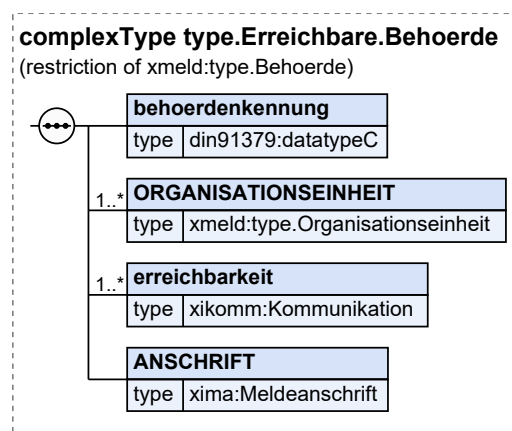 complexType type.Erreichbare.Behoerde
(restriction of xmeld:type.Behoerde)
behoerdenkennung
type din91379:datatypeC
1..* ORGANISATIONSEINHEIT
type xmeld:type.Organisationseinheit
1..* erreichbarkeit
type xikomm:Kommunikation
ANSCHRIFT
type xima:Meldeanschrift